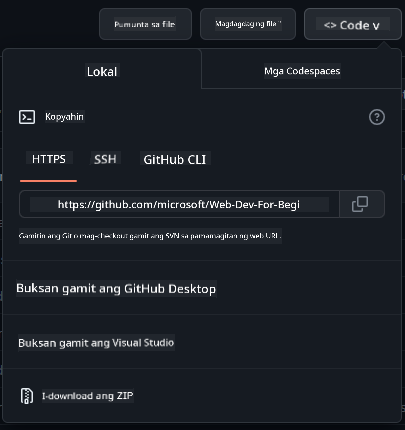 Pumunta sa file
Magdagdag ng file
<> Code v
Lokal
Mga Codespaces
Kopyahin
HTTPS
SSH
GitHub CLI
https://github.com/microsoft/Web-Dev-For-Begi
Gamitin ang Git o mag-checkout gamit ang SVN sa pamamagitan ng web URL.
Buksan gamit ang GitHub Desktop
Buksan gamit ang Visual Studio
I-download ang ZIP